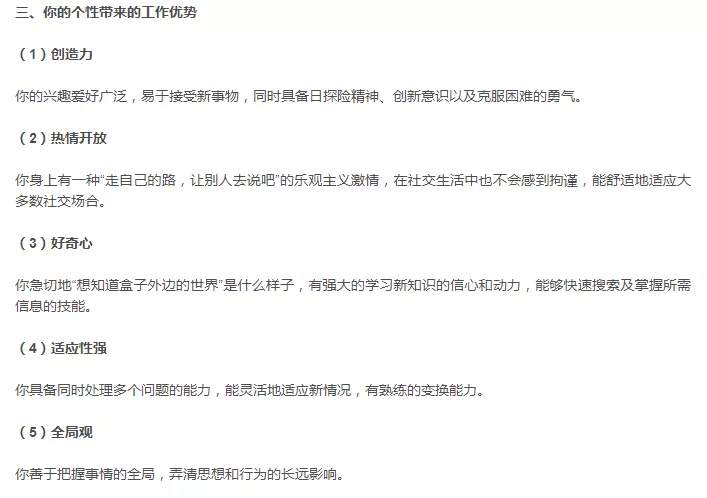 三、你的个性带来的工作优势
（1）创造力
你的兴趣爱好广泛，易于接受新事物，同时具备日探险精神、创新意识以及克服困难的勇气。
（2）热情开放
你身上有一种“走自己的路，让别人去说吧”的乐观主义激情，在社交生活中也不会感到拘谨，能舒适地适应大
多数社交场合。
（3）好奇心
你急切地“想知道盒子外边的世界”是什么样子，有强大的学习新知识的信心和动力，能够快速搜索及掌握所需
信息的技能。
（4）适应性强
你具备同时处理多个问题的能力，能灵活地适应新情况，有熟练的变换能力。
（5）全局观
你善于把握事情的全局，弄清思想和行为的长远影响。